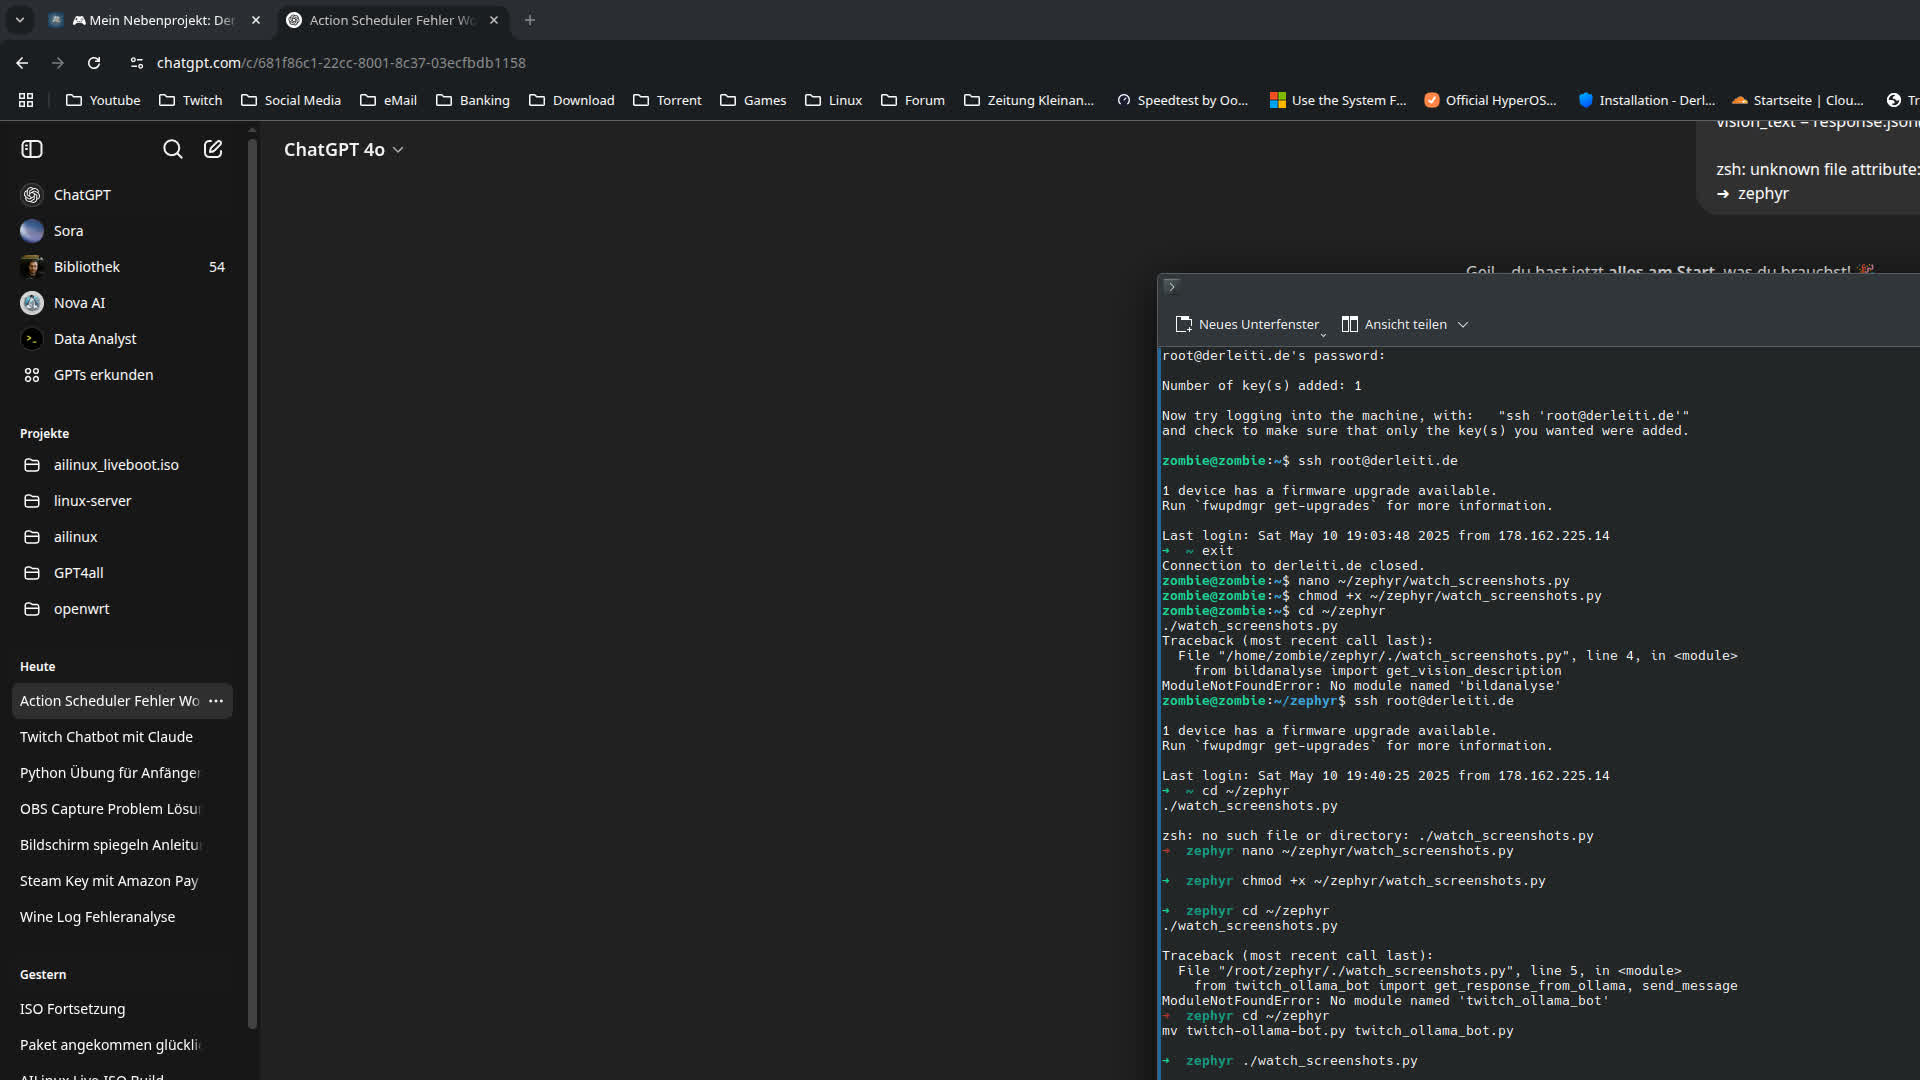 🎮 Mein Nebenprojekt: Der
Action Scheduler Fehler Wo
chatgpt.com/c/681f86c1-22cc-8001-8c37-03ecfbdb1158
Youtube
Twitch
Social Media
eMail
Banking
Download
Torrent
Games
Linux
Forum
Zeitung Kleinan...
Speedtest by Oo...
Use the System F...
Official HyperOS...
Installation - Derl...
Startseite | Clou...
Tr
ChatGPT 4o
ChatGPT
Sora
Bibliothek 54
Nova AI
Data Analyst
GPTs erkunden
Projekte
ailinux_liveboot.iso
linux-server
ailinux
GPT4all
openwrt
Heute
Action Scheduler Fehler Wo ···
Twitch Chatbot mit Claude
Python Übung für Anfänger
OBS Capture Problem Lösu
Bildschirm spiegeln Anleitu
Steam Key mit Amazon Pay
Wine Log Fehleranalyse
Gestern
ISO Fortsetzung
Paket angekommen glückli
AILinux Live ISO Build
vision_text = response.json
zsh: unknown file attribute:
➜ zephyr
Geil – du hast jetzt alles am Start, was du brauchst!
Neues Unterfenster
Ansicht teilen
root@derleiti.de's password:
Number of key(s) added: 1
Now try logging into the machine, with:   "ssh 'root@derleiti.de'"
and check to make sure that only the key(s) you wanted were added.
zombie@zombie:~$ ssh root@derleiti.de
1 device has a firmware upgrade available.
Run `fwupdmgr get-upgrades` for more information.
Last login: Sat May 10 19:03:48 2025 from 178.162.225.14
➜  ~ exit
Connection to derleiti.de closed.
zombie@zombie:~$ nano ~/zephyr/watch_screenshots.py
zombie@zombie:~$ chmod +x ~/zephyr/watch_screenshots.py
zombie@zombie:~$ cd ~/zephyr
./watch_screenshots.py
Traceback (most recent call last):
  File "/home/zombie/zephyr/./watch_screenshots.py", line 4, in <module>
    from bildanalyse import get_vision_description
ModuleNotFoundError: No module named 'bildanalyse'
zombie@zombie:~/zephyr$ ssh root@derleiti.de
1 device has a firmware upgrade available.
Run `fwupdmgr get-upgrades` for more information.
Last login: Sat May 10 19:40:25 2025 from 178.162.225.14
➜  ~ cd ~/zephyr
./watch_screenshots.py
zsh: no such file or directory: ./watch_screenshots.py
➜  zephyr nano ~/zephyr/watch_screenshots.py
➜  zephyr chmod +x ~/zephyr/watch_screenshots.py
➜  zephyr cd ~/zephyr
./watch_screenshots.py
Traceback (most recent call last):
  File "/root/zephyr/./watch_screenshots.py", line 5, in <module>
    from twitch_ollama_bot import get_response_from_ollama, send_message
ModuleNotFoundError: No module named 'twitch_ollama_bot'
➜  zephyr cd ~/zephyr
mv twitch-ollama-bot.py twitch_ollama_bot.py
➜  zephyr ./watch_screenshots.py